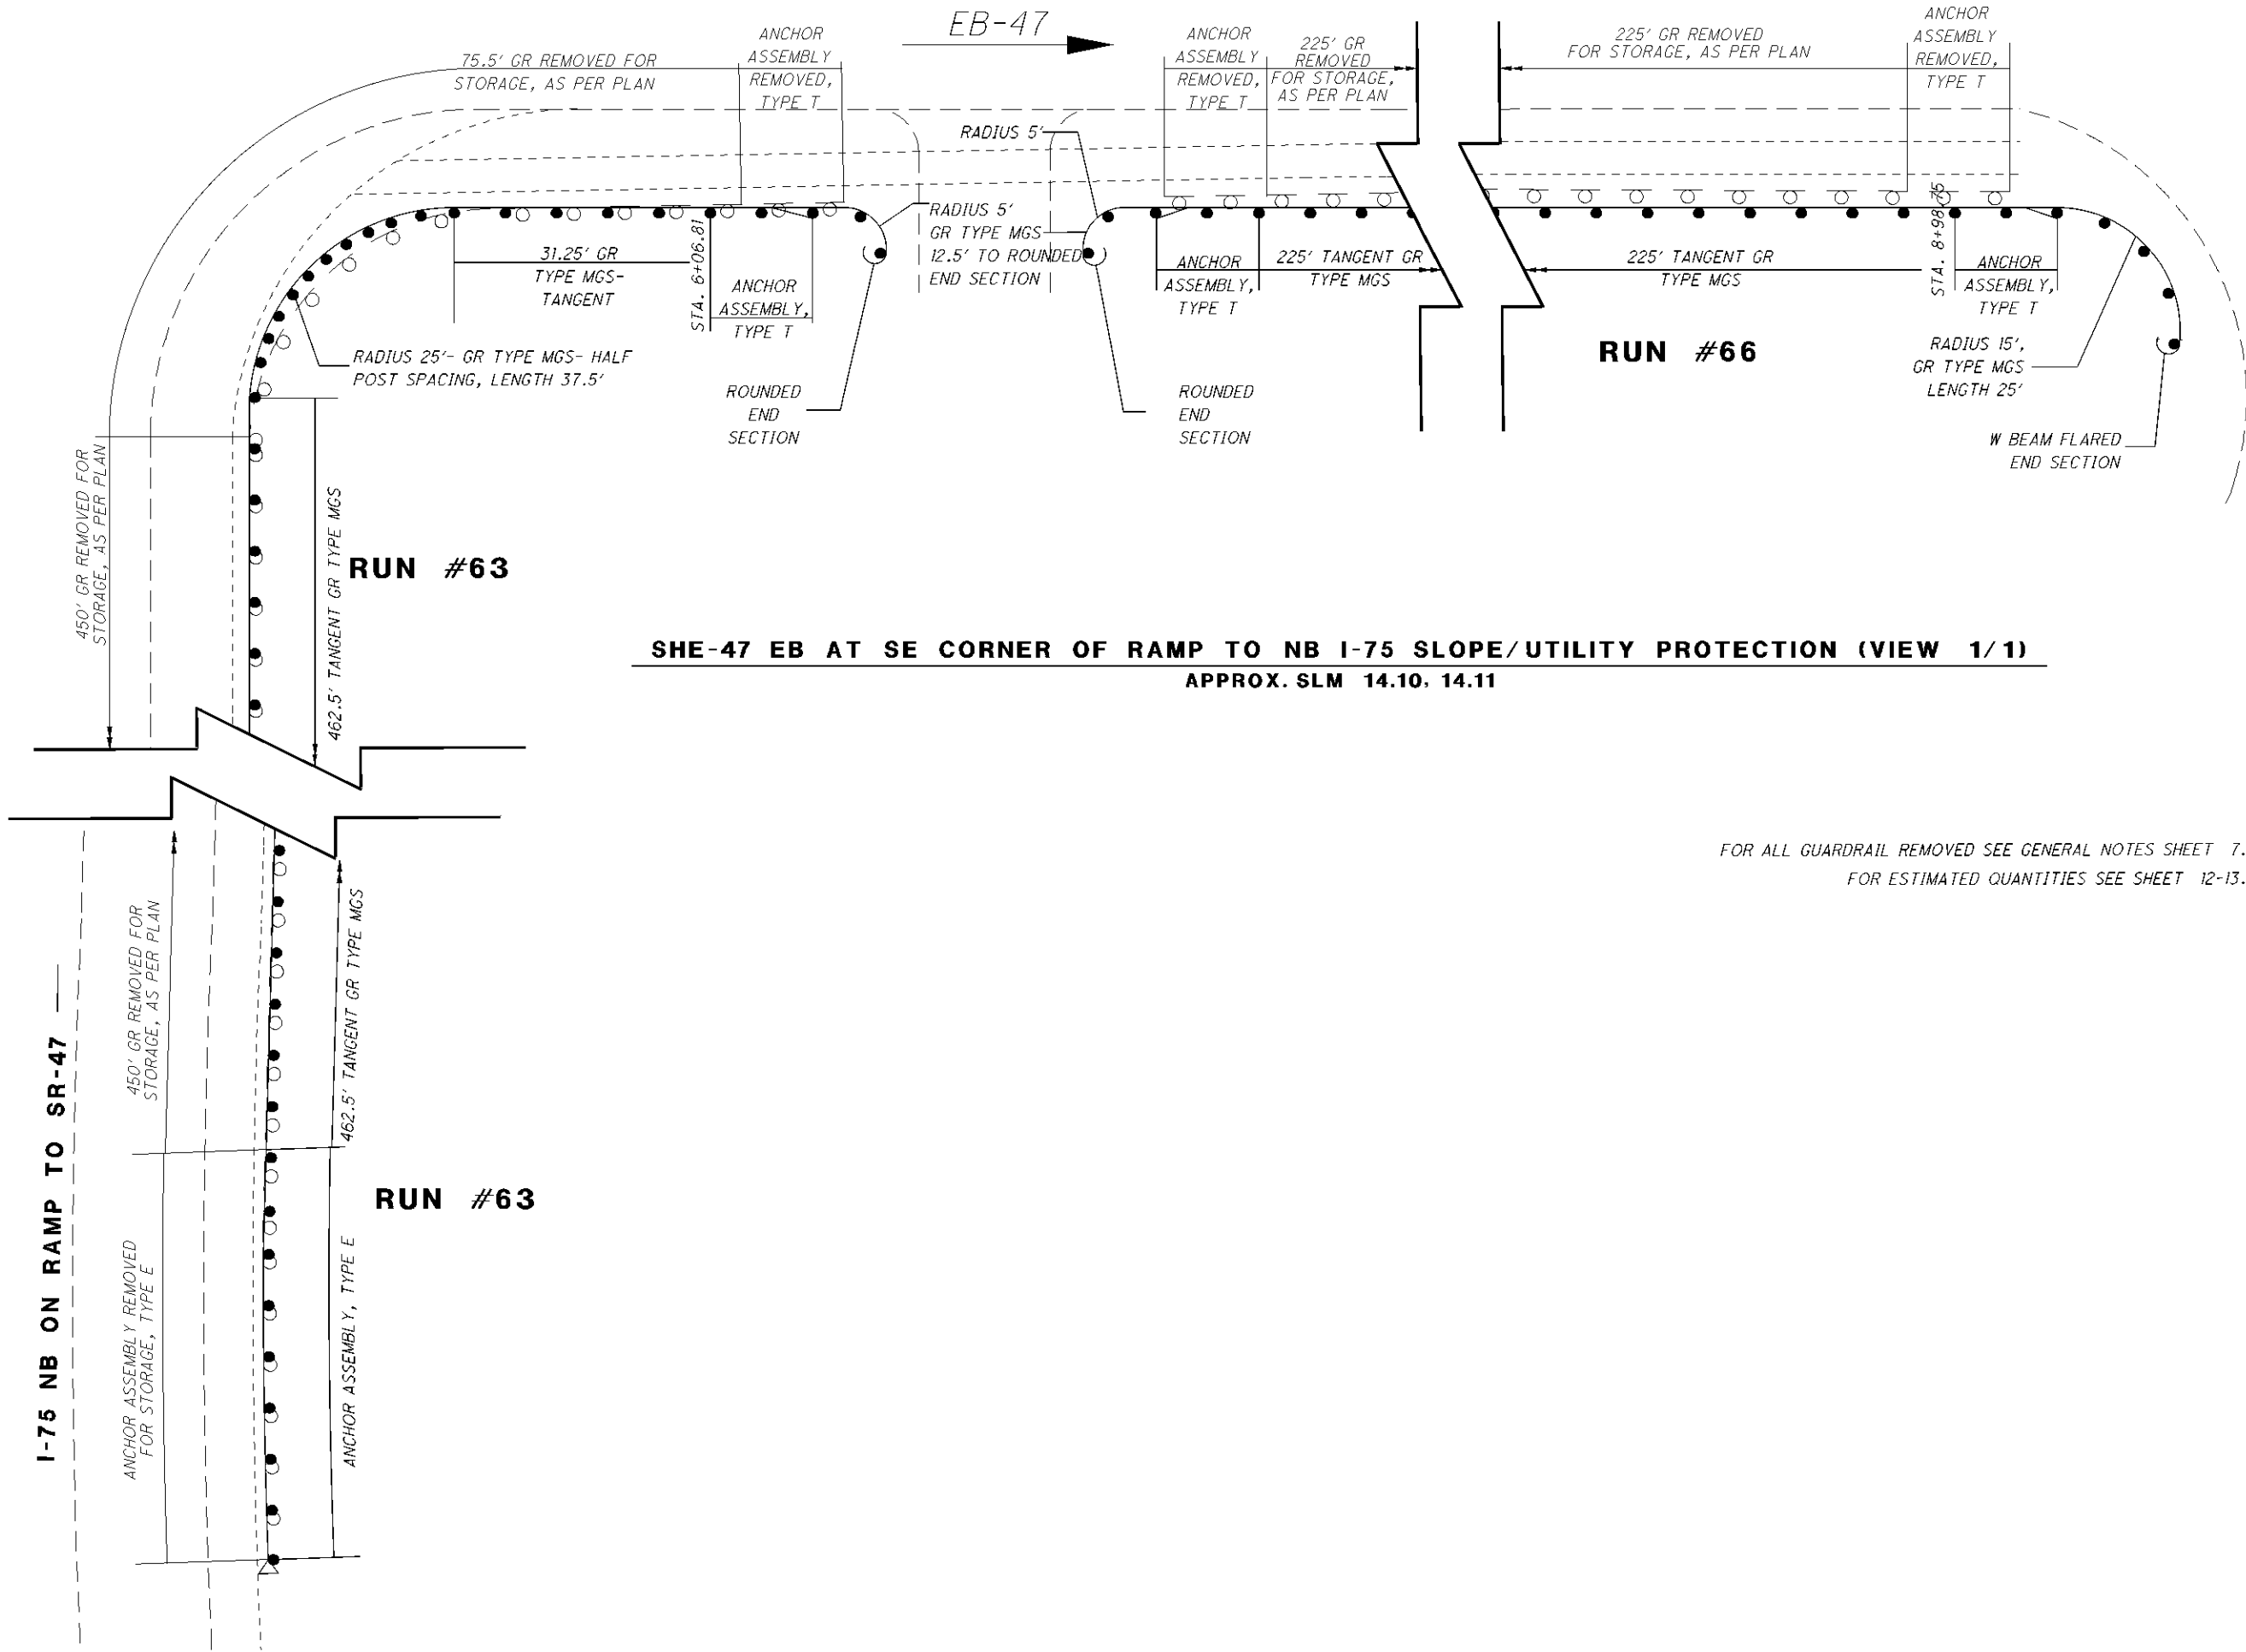 EB-47
75.5' GR REMOVED FOR
STORAGE, AS PER PLAN
ANCHOR
ASSEMBLY
REMOVED,
TYPE T
ANCHOR
ASSEMBLY
REMOVED,
TYPE T
225' GR
REMOVED
FOR STORAGE,
AS PER PLAN
225' GR REMOVED
FOR STORAGE, AS PER PLAN
ANCHOR
ASSEMBLY
REMOVED,
TYPE T
RADIUS 5'
RADIUS 5'
GR TYPE MGS
12.5' TO ROUNDED
END SECTION
31.25' GR
TYPE MGS-
TANGENT
STA. 6+06.81
ANCHOR
ASSEMBLY,
TYPE T
ANCHOR
ASSEMBLY,
TYPE T
225' TANGENT GR
TYPE MGS
225' TANGENT GR
TYPE MGS
STA. 8+98.75
ANCHOR
ASSEMBLY,
TYPE T
RADIUS 25'- GR TYPE MGS- HALF
POST SPACING, LENGTH 37.5'
ROUNDED
END
SECTION
ROUNDED
END
SECTION
RUN #66
RADIUS 15',
GR TYPE MGS
LENGTH 25'
W BEAM FLARED
END SECTION
450' GR REMOVED FOR
STORAGE, AS PER PLAN
462.5' TANGENT GR TYPE MGS
RUN #63
SHE-47 EB AT SE CORNER OF RAMP TO NB I-75 SLOPE/UTILITY PROTECTION (VIEW 1/1)
APPROX. SLM 14.10, 14.11
FOR ALL GUARDRAIL REMOVED SEE GENERAL NOTES SHEET 7.
FOR ESTIMATED QUANTITIES SEE SHEET 12-13.
450' GR REMOVED FOR
STORAGE, AS PER PLAN
462.5' TANGENT GR TYPE MGS
I-75 NB ON RAMP TO SR-47
RUN #63
ANCHOR ASSEMBLY REMOVED
FOR STORAGE, TYPE E
ANCHOR ASSEMBLY, TYPE E